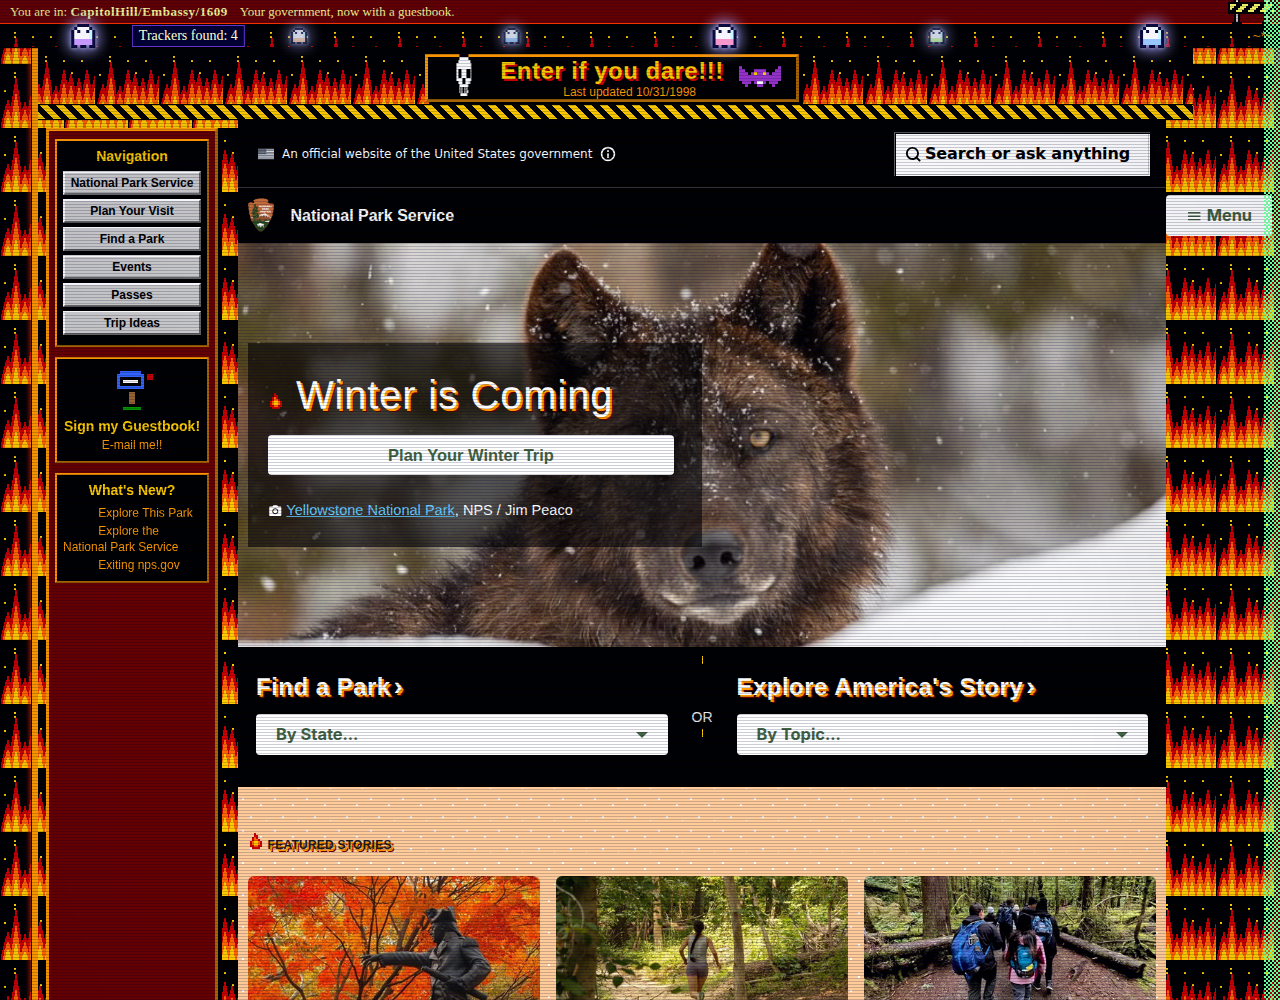 You are in: CapitolHill/Embassy/1609 Your government, now with a guestbook.
Trackers found: 4
Enter if you dare!!!
Last updated 10/31/1998
Navigation
National Park Service
Plan Your Visit
Find a Park
Events
Passes
Trip Ideas
Sign my Guestbook!
E-mail me!!
What's New?
Explore This Park
Explore the
National Park Service
Exiting nps.gov
An official website of the United States government
Search or ask anything
National Park Service
Menu
Winter is Coming
Plan Your Winter Trip
Yellowstone National Park, NPS / Jim Peaco
Find a Park ›
By State...
OR
Explore America's Story ›
By Topic...
FEATURED STORIES